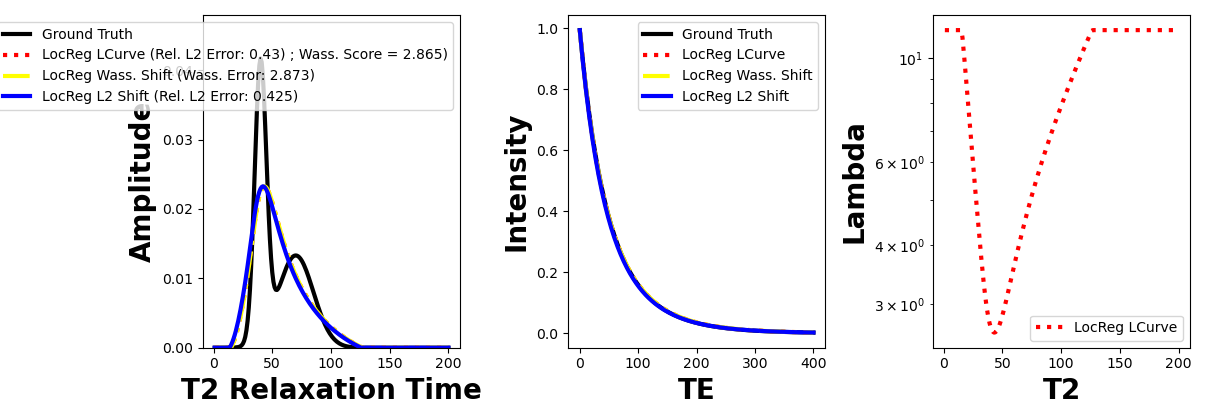 Ground Truth
LocReg LCurve (Rel. L2 Error: 0.43) ; Wass. Score = 2.865)
LocReg Wass. Shift (Wass. Error: 2.873)
LocReg L2 Shift (Rel. L2 Error: 0.425)
0.04
0.03
0.02
0.01
0.00
Amplitude
0 50 100 150 200
T2 Relaxation Time
Ground Truth
LocReg LCurve
LocReg Wass. Shift
LocReg L2 Shift
1.0
0.8
0.6
0.4
0.2
0.0
Intensity
0 100 200 300 400
TE
10¹
6 × 10⁰
4 × 10⁰
3 × 10⁰
Lambda
LocReg LCurve
0 50 100 150 200
T2